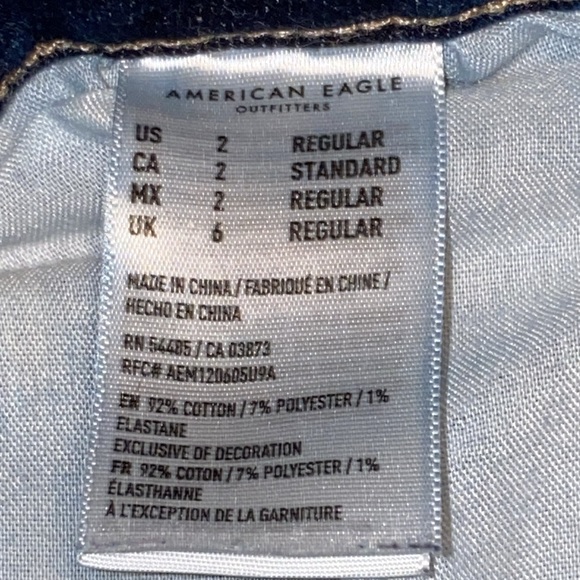 AMERICAN EAGLE
OUTFITTERS
US 2 REGULAR
CA 2 STANDARD
MX 2 REGULAR
UK 6 REGULAR
MADE IN CHINA / FABRIQUÉ EN CHINE /
HECHO EN CHINA
RN 54485 / CA 03873
RFC# AEM120605U9A
EN 92% COTTON / 7% POLYESTER / 1%
ELASTANE
EXCLUSIVE OF DECORATION
FR 92% COTON / 7% POLYESTER / 1%
ÉLASTHANNE
À L'EXCEPTION DE LA GARNITURE